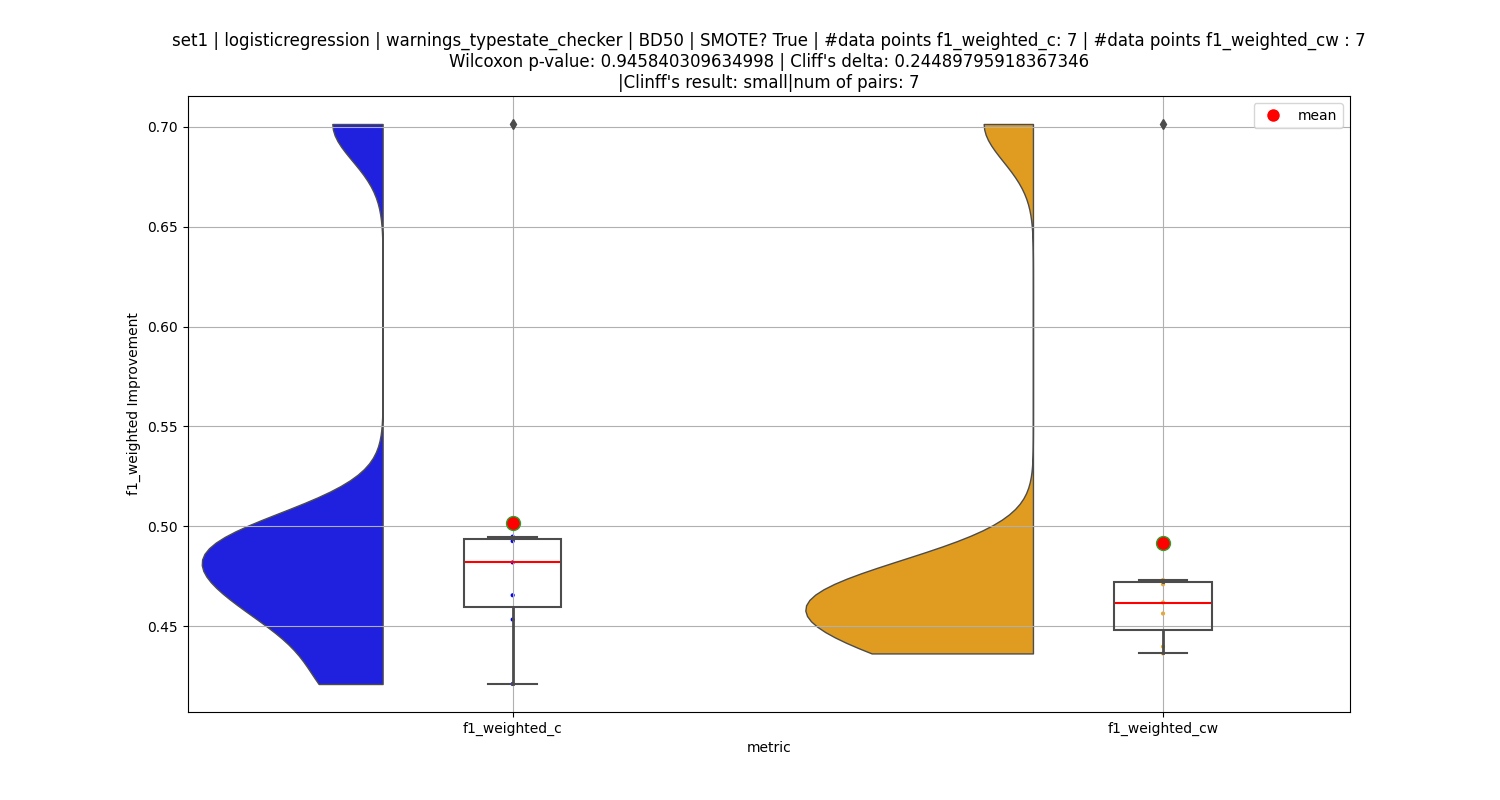 set1 | logisticregression | warnings_typestate_checker | BD50 | SMOTE? True | #data points f1_weighted_c: 7 | #data points f1_weighted_cw : 7
Wilcoxon p-value: 0.945840309634998 | Cliff's delta: 0.24489795918367346
|Clinff's result: small|num of pairs: 7
mean
0.70
0.65
0.60
0.55
0.50
0.45
f1_weighted Improvement
f1_weighted_c
f1_weighted_cw
metric